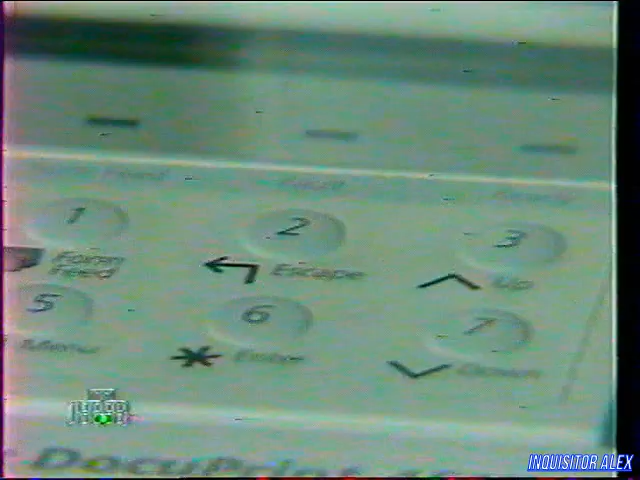 1 2 3
Form Feed
Escape
Up
5 6 7
Menu
Enter
Down
НТВ
DocuPrint
INQUISITOR ALEX